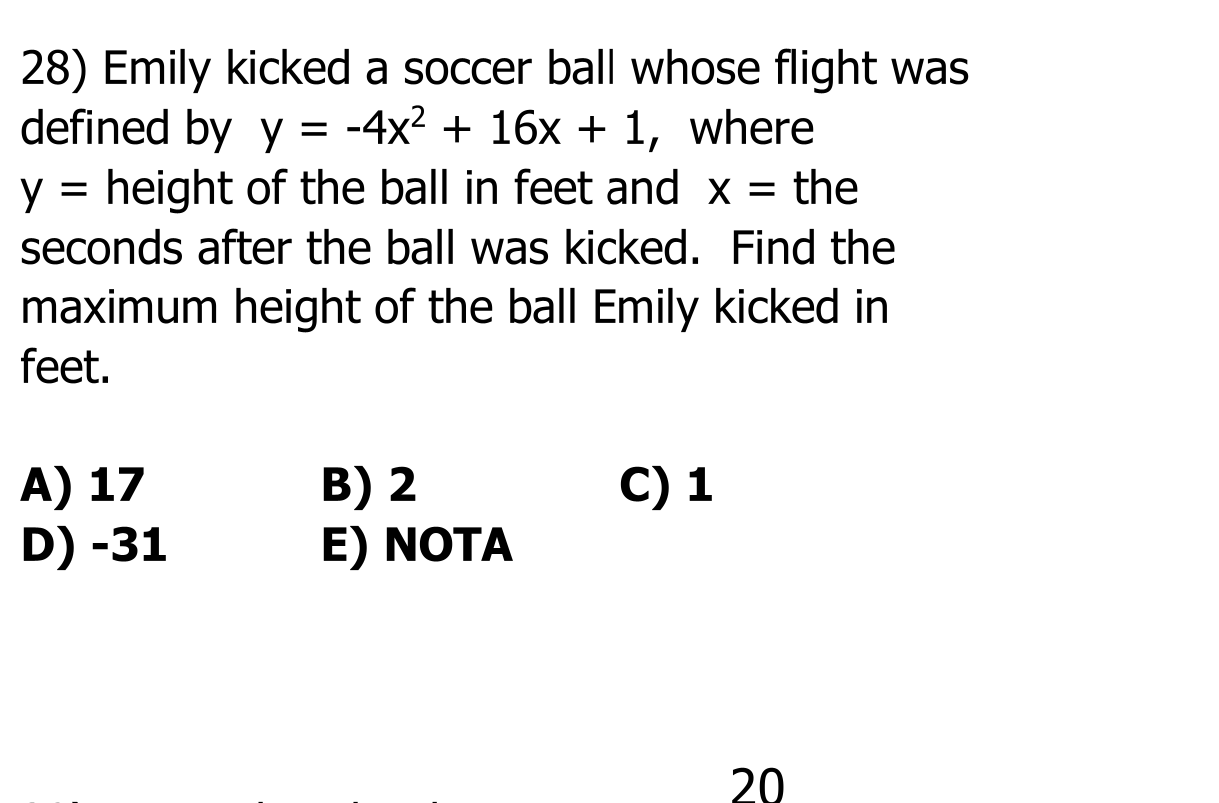 28) Emily kicked a soccer ball whose flight was
defined by  y = -4x² + 16x + 1,  where
y = height of the ball in feet and  x = the
seconds after the ball was kicked.  Find the
maximum height of the ball Emily kicked in
feet.
A) 17 B) 2 C) 1
D) -31 E) NOTA
20